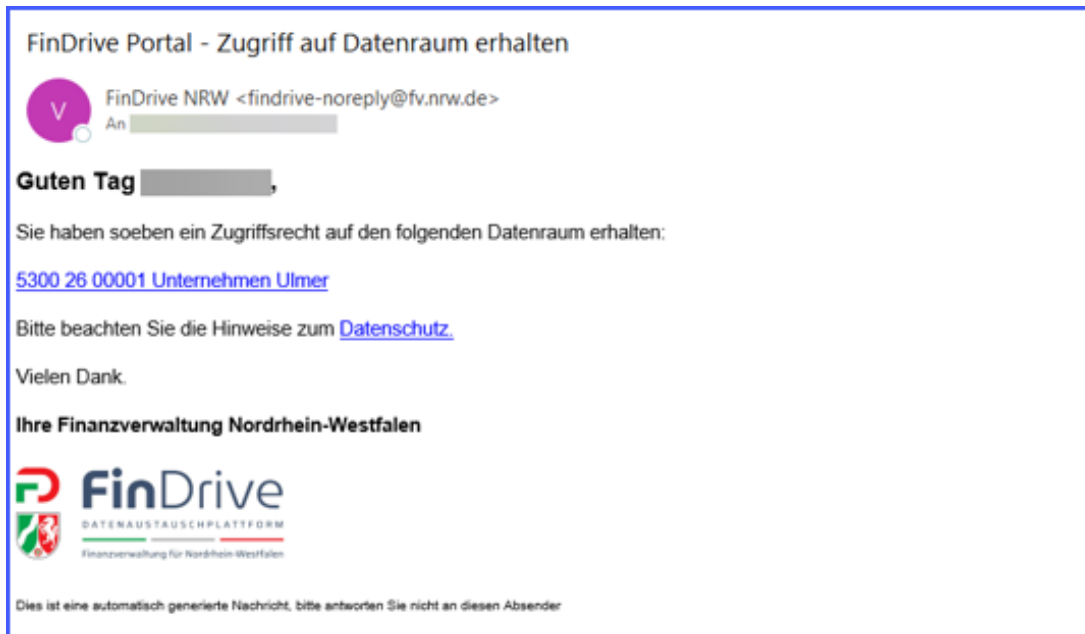 FinDrive Portal - Zugriff auf Datenraum erhalten
V
FinDrive NRW <findrive-noreply@fv.nrw.de>
An
Guten Tag ,
Sie haben soeben ein Zugriffsrecht auf den folgenden Datenraum erhalten:
5300 26 00001 Unternehmen Ulmer
Bitte beachten Sie die Hinweise zum Datenschutz.
Vielen Dank.
Ihre Finanzverwaltung Nordrhein-Westfalen
FinDrive
DATENAUSTAUSCHPLATTFORM
Finanzverwaltung für Nordrhein-Westfalen
Dies ist eine automatisch generierte Nachricht, bitte antworten Sie nicht an diesen Absender